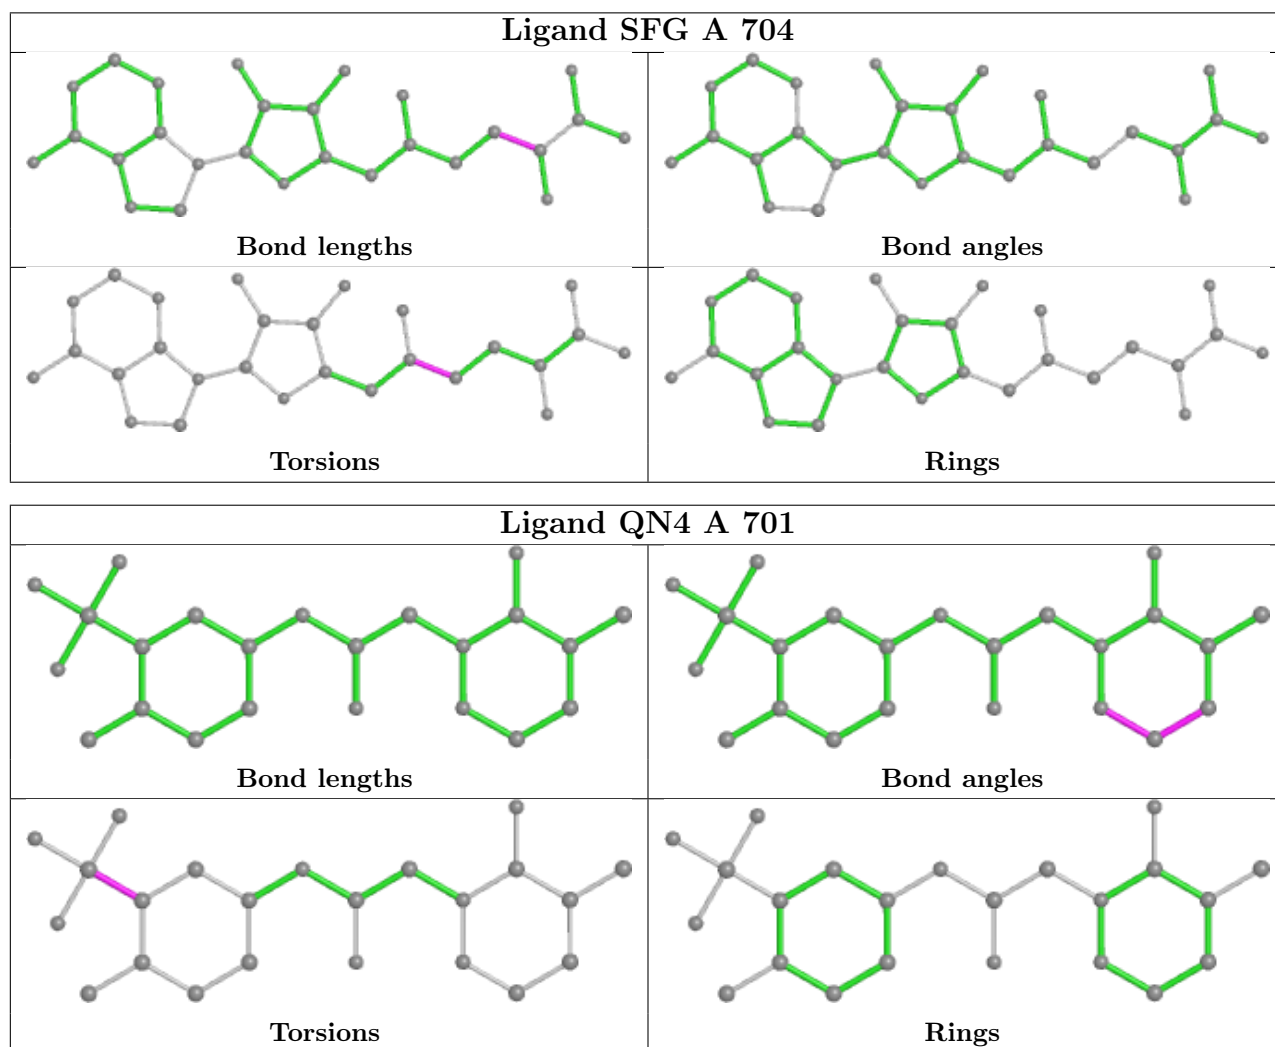 Ligand SFG A 704
Bond lengths
Bond angles
Torsions
Rings
Ligand QN4 A 701
Bond lengths
Bond angles
Torsions
Rings